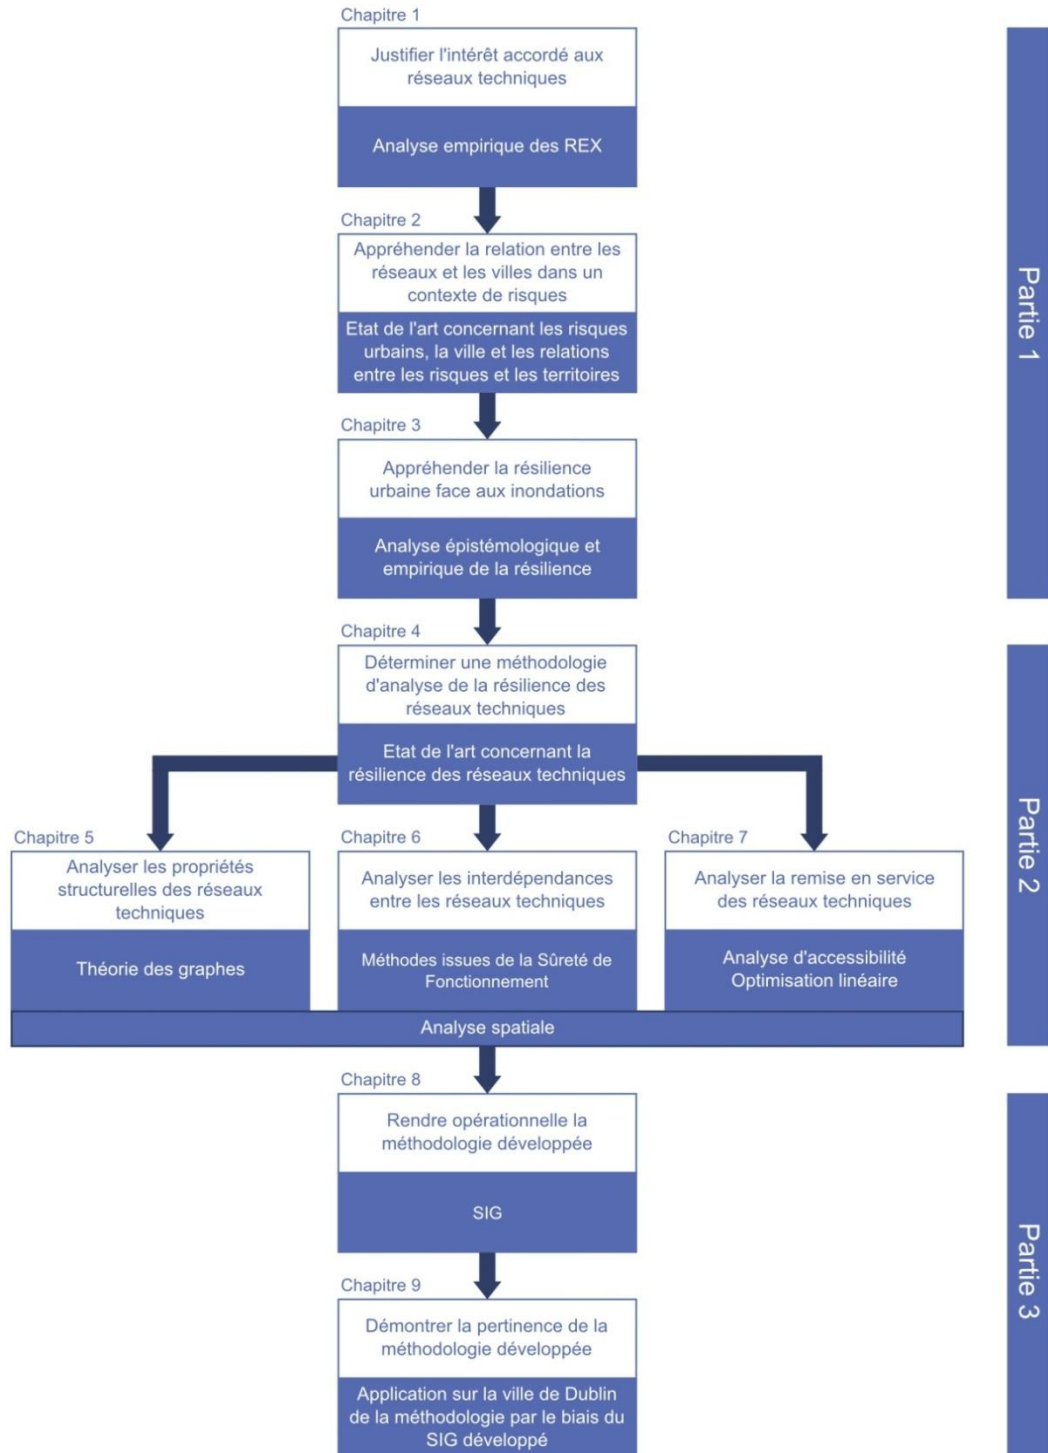 Chapitre 1
Justifier l'intérêt accordé aux
réseaux techniques
Analyse empirique des REX
Chapitre 2
Appréhender la relation entre les
réseaux et les villes dans un
contexte de risques
Etat de l'art concernant les risques
urbains, la ville et les relations
entre les risques et les territoires
Chapitre 3
Appréhender la résilience
urbaine face aux inondations
Analyse épistémologique et
empirique de la résilience
Partie 1
Chapitre 4
Déterminer une méthodologie
d'analyse de la résilience des
réseaux techniques
Etat de l'art concernant la
résilience des réseaux techniques
Chapitre 5
Analyser les propriétés
structurelles des réseaux
techniques
Théorie des graphes
Chapitre 6
Analyser les interdépendances
entre les réseaux techniques
Méthodes issues de la Sûreté de
Fonctionnement
Chapitre 7
Analyser la remise en service
des réseaux techniques
Analyse d'accessibilité
Optimisation linéaire
Analyse spatiale
Partie 2
Chapitre 8
Rendre opérationnelle la
méthodologie développée
SIG
Chapitre 9
Démontrer la pertinence de la
méthodologie développée
Application sur la ville de Dublin
de la méthodologie par le biais du
SIG développé
Partie 3